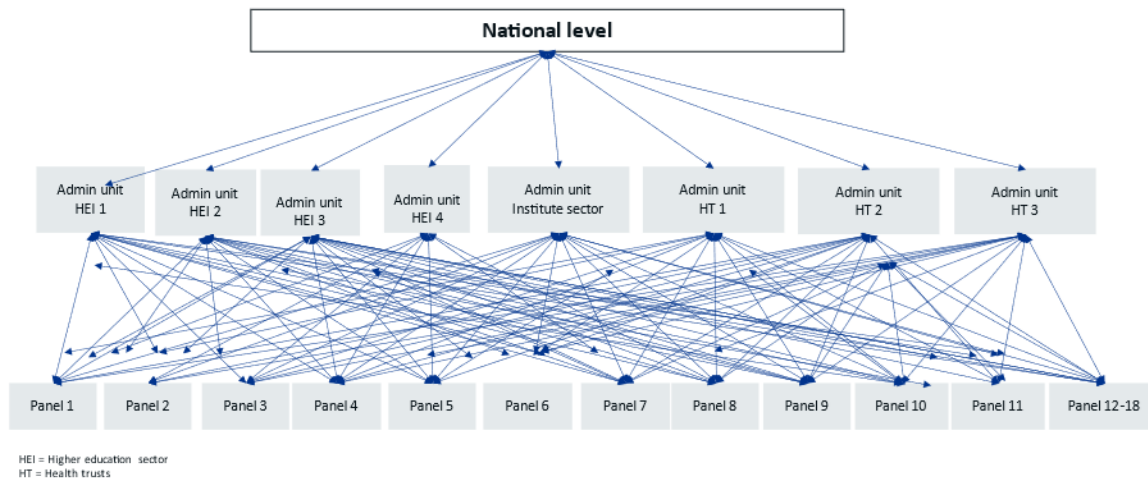 National level
Admin unit
HEI 1
Admin unit
HEI 2
Admin unit
HEI 3
Admin unit
HEI 4
Admin unit
Institute sector
Admin unit
HT 1
Admin unit
HT 2
Admin unit
HT 3
Panel 1
Panel 2
Panel 3
Panel 4
Panel 5
Panel 6
Panel 7
Panel 8
Panel 9
Panel 10
Panel 11
Panel 12-18
HEI = Higher education sector
HT = Health trusts